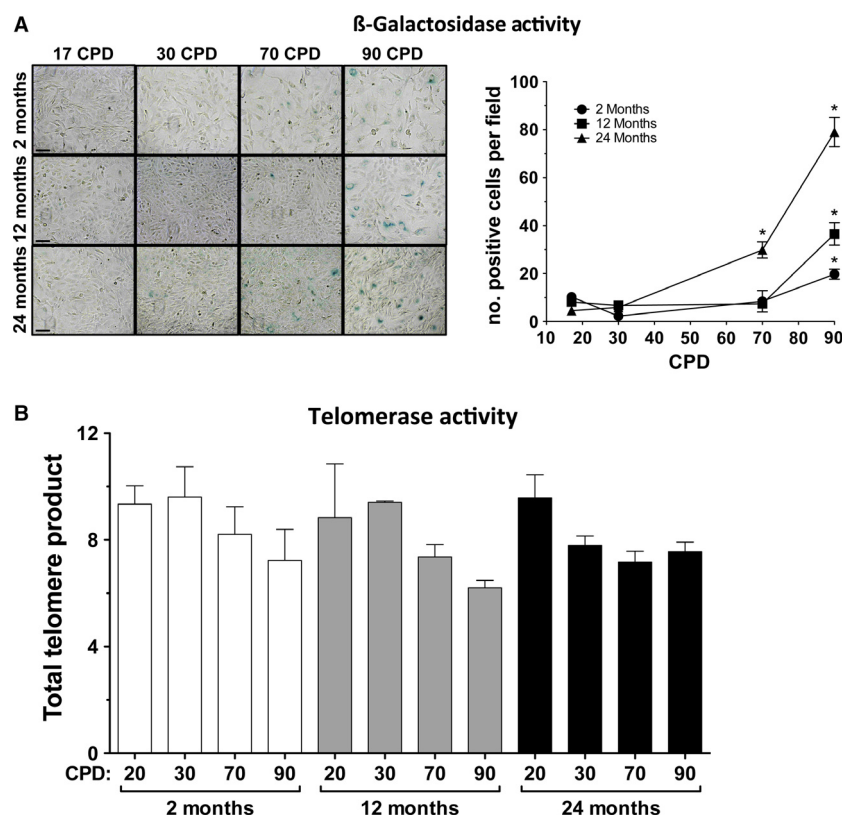 A
ß-Galactosidase activity
17 CPD 30 CPD 70 CPD 90 CPD
2 months
12 months
24 months
no. positive cells per field
100
80
60
40
20
0
2 Months
12 Months
24 Months
*
*
*
*
10 20 30 40 50 60 70 80 90
CPD
B
Telomerase activity
Total telomere product
12
8
4
0
CPD: 20 30 70 90 20 30 70 90 20 30 70 90
2 months 12 months 24 months